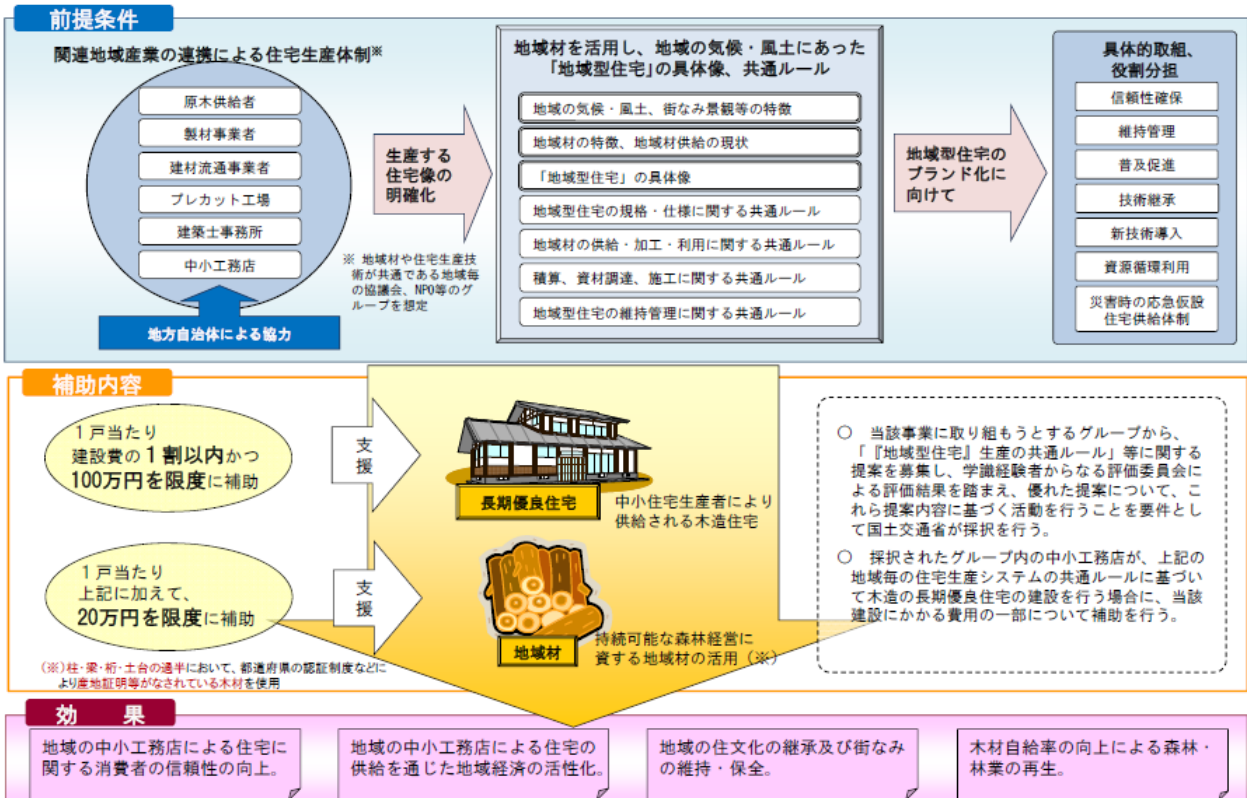 前提条件
関連地域産業の連携による住宅生産体制※
原木供給者
製材事業者
建材流通事業者
プレカット工場
建築士事務所
中小工務店
地方自治体による協力
生産する
住宅像の
明確化
※ 地域材や住宅生産技
術が共通である地域毎
の協議会、NPO等のグ
ループを想定
地域材を活用し、地域の気候・風土にあった
「地域型住宅」の具体像、共通ルール
地域の気候・風土、街なみ景観等の特徴
地域材の特徴、地域材供給の現状
「地域型住宅」の具体像
地域型住宅の規格・仕様に関する共通ルール
地域材の供給・加工・利用に関する共通ルール
積算、資材調達、施工に関する共通ルール
地域型住宅の維持管理に関する共通ルール
地域型住宅の
ブランド化に
向けて
具体的取組、
役割分担
信頼性確保
維持管理
普及促進
技術継承
新技術導入
資源循環利用
災害時の応急仮設
住宅供給体制
補助内容
1戸当たり
建設費の1割以内かつ
100万円を限度に補助
支援
長期優良住宅
中小住宅生産者により
供給される木造住宅
1戸当たり
上記に加えて、
20万円を限度に補助
支援
地域材
持続可能な森林経営に
資する地域材の活用（※）
（※）柱・梁・桁・土台の過半において、都道府県の認証制度などに
より産地証明等がなされている木材を使用
○ 当該事業に取り組もうとするグループから、
「『地域型住宅』生産の共通ルール」等に関する
提案を募集し、学識経験者からなる評価委員会に
よる評価結果を踏まえ、優れた提案について、こ
れら提案内容に基づく活動を行うことを要件とし
て国土交通省が採択を行う。
○ 採択されたグループ内の中小工務店が、上記の
地域毎の住宅生産システムの共通ルールに基づい
て木造の長期優良住宅の建設を行う場合に、当該
建設にかかる費用の一部について補助を行う。
効 果
地域の中小工務店による住宅に
関する消費者の信頼性の向上。
地域の中小工務店による住宅の
供給を通じた地域経済の活性化。
地域の住文化の継承及び街なみ
の維持・保全。
木材自給率の向上による森林・
林業の再生。